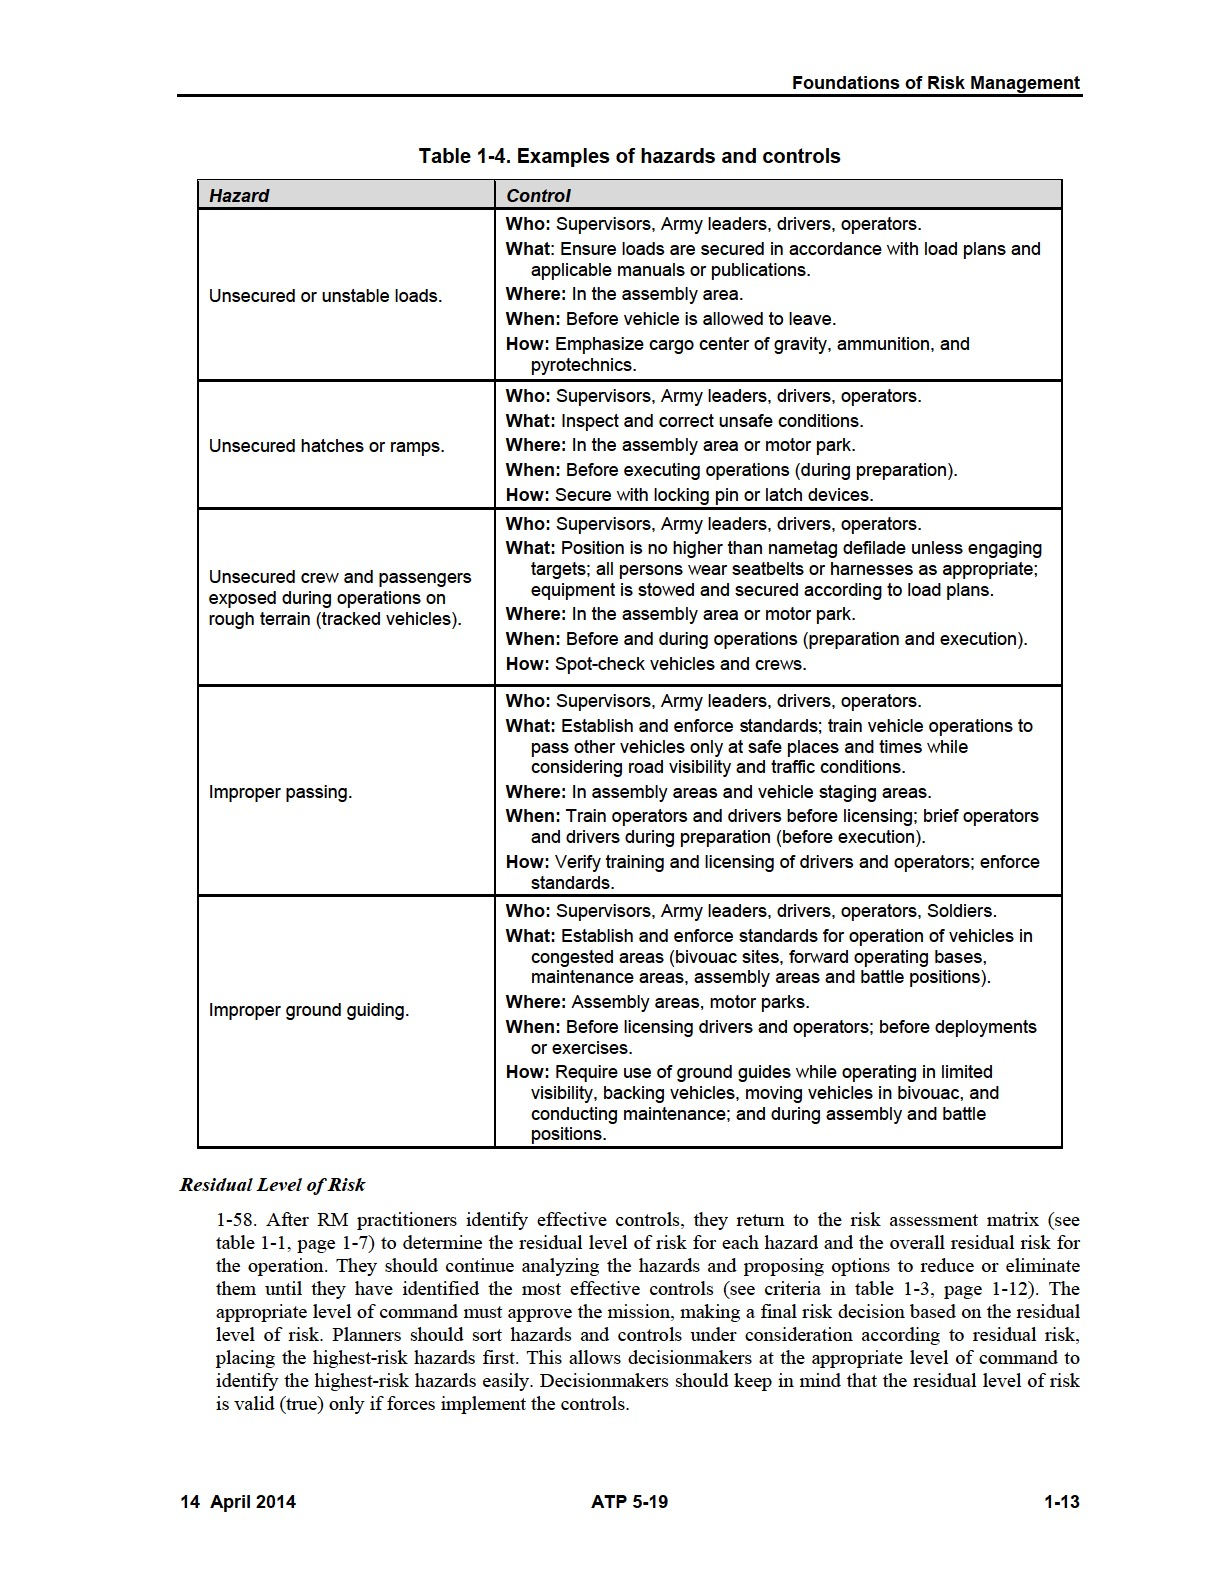 Foundations of Risk Management
Table 1-4. Examples of hazards and controls
Hazard
Control
Unsecured or unstable loads.
Who: Supervisors, Army leaders, drivers, operators.
What: Ensure loads are secured in accordance with load plans and
applicable manuals or publications.
Where: In the assembly area.
When: Before vehicle is allowed to leave.
How: Emphasize cargo center of gravity, ammunition, and
pyrotechnics.
Unsecured hatches or ramps.
Who: Supervisors, Army leaders, drivers, operators.
What: Inspect and correct unsafe conditions.
Where: In the assembly area or motor park.
When: Before executing operations (during preparation).
How: Secure with locking pin or latch devices.
Unsecured crew and passengers
exposed during operations on
rough terrain (tracked vehicles).
Who: Supervisors, Army leaders, drivers, operators.
What: Position is no higher than nametag defilade unless engaging
targets; all persons wear seatbelts or harnesses as appropriate;
equipment is stowed and secured according to load plans.
Where: In the assembly area or motor park.
When: Before and during operations (preparation and execution).
How: Spot-check vehicles and crews.
Improper passing.
Who: Supervisors, Army leaders, drivers, operators.
What: Establish and enforce standards; train vehicle operations to
pass other vehicles only at safe places and times while
considering road visibility and traffic conditions.
Where: In assembly areas and vehicle staging areas.
When: Train operators and drivers before licensing; brief operators
and drivers during preparation (before execution).
How: Verify training and licensing of drivers and operators; enforce
standards.
Improper ground guiding.
Who: Supervisors, Army leaders, drivers, operators, Soldiers.
What: Establish and enforce standards for operation of vehicles in
congested areas (bivouac sites, forward operating bases,
maintenance areas, assembly areas and battle positions).
Where: Assembly areas, motor parks.
When: Before licensing drivers and operators; before deployments
or exercises.
How: Require use of ground guides while operating in limited
visibility, backing vehicles, moving vehicles in bivouac, and
conducting maintenance; and during assembly and battle
positions.
Residual Level of Risk
1-58. After RM practitioners identify effective controls, they return to the risk assessment matrix (see
table 1-1, page 1-7) to determine the residual level of risk for each hazard and the overall residual risk for
the operation. They should continue analyzing the hazards and proposing options to reduce or eliminate
them until they have identified the most effective controls (see criteria in table 1-3, page 1-12). The
appropriate level of command must approve the mission, making a final risk decision based on the residual
level of risk. Planners should sort hazards and controls under consideration according to residual risk,
placing the highest-risk hazards first. This allows decisionmakers at the appropriate level of command to
identify the highest-risk hazards easily. Decisionmakers should keep in mind that the residual level of risk
is valid (true) only if forces implement the controls.
14 April 2014
ATP 5-19
1-13